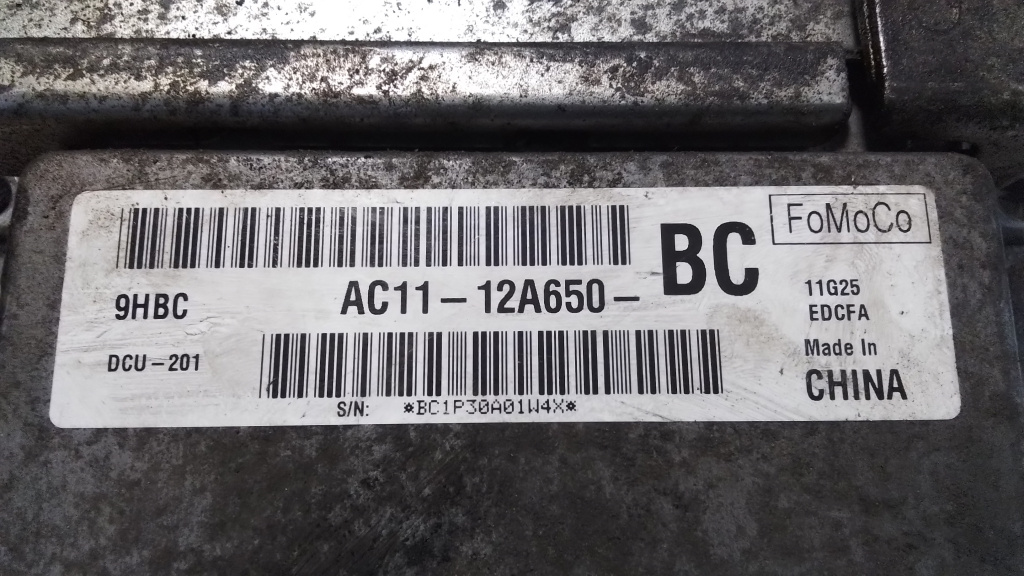 FoMoCo
AC11-12A650-BC
9HBC
11G25
EDCFA
DCU-201
Made In
CHINA
S/N: *BC1P30A01W4X*